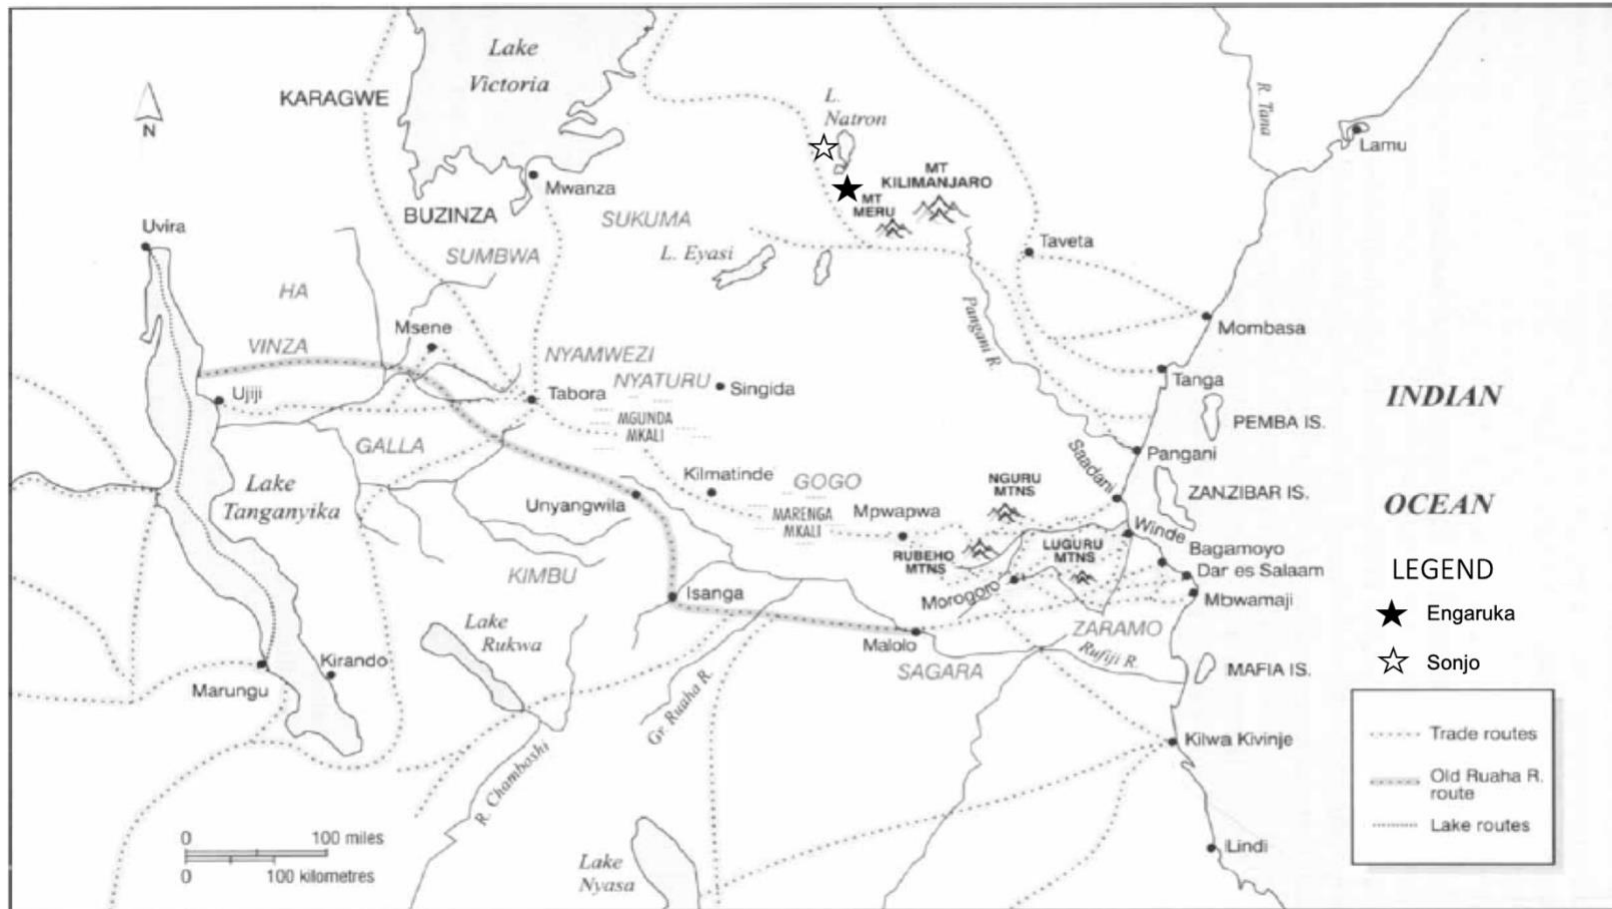 Lake
Victoria
KARAGWE
N
L.
Natron
R. Tana
Lamu
MT
KILIMANJARO
MT
MERU
Mwanza
BUZINZA
SUKUMA
Uvira
SUMBWA
L. Eyasi
Taveta
HA
Pangani R.
Mombasa
Msene
VINZA
NYAMWEZI
NYATURU
Singida
Tanga
Ujiji
Tabora
INDIAN
MGUNDA
MKALI
PEMBA IS.
GALLA
Saadani
Pangani
Lake
Tanganyika
Kilmatinde
GOGO
NGURU
MTNS
ZANZIBAR IS.
Unyangwila
MARENGA
MKALI
Mpwapwa
OCEAN
Winde
RUBEHO
MTNS
LUGURU
MTNS
Bagamoyo
Dar es Salaam
KIMBU
LEGEND
Isanga
Morogoro
Mbwamaji
Engaruka
Lake
Rukwa
Malolo
ZARAMO
Rufiji R.
Sonjo
Kirando
SAGARA
MAFIA IS.
Marungu
Gr. Ruaha R.
Kilwa Kivinje
Trade routes
R. Chambashi
Old Ruaha R.
route
Lake routes
0 100 miles
0 100 kilometres
Lake
Nyasa
Lindi